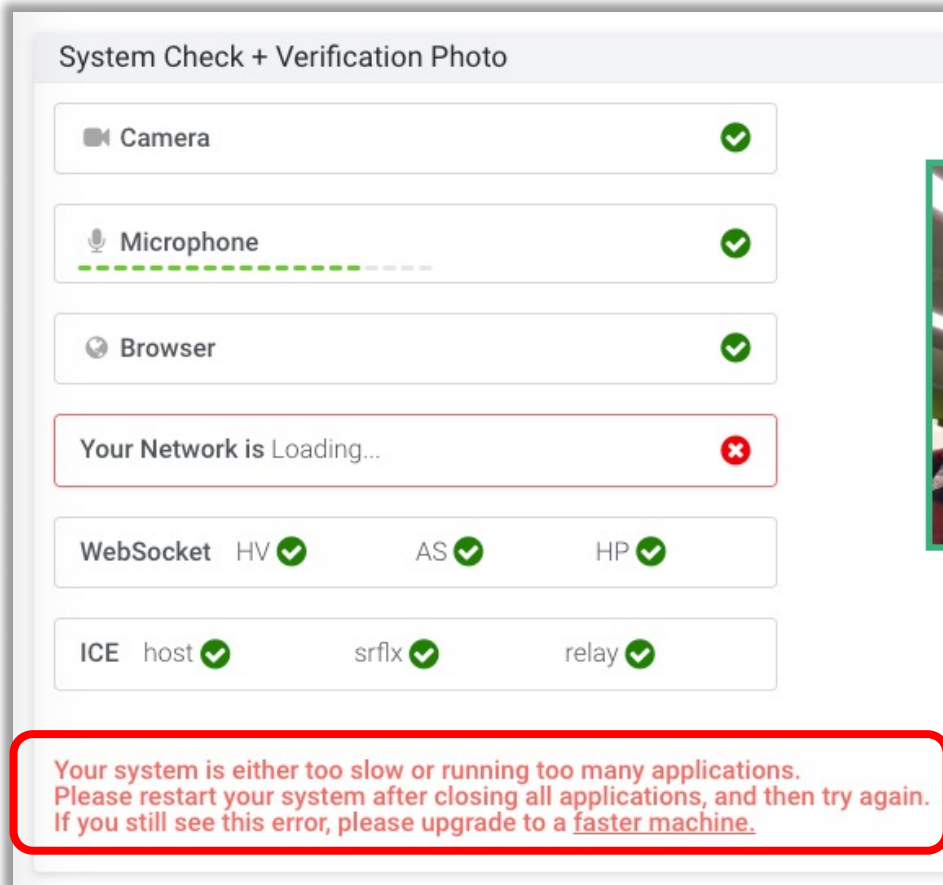 System Check + Verification Photo
Camera
Microphone
Browser
Your Network is Loading...
WebSocket HV AS HP
ICE host srflx relay
Your system is either too slow or running too many applications.
Please restart your system after closing all applications, and then try again.
If you still see this error, please upgrade to a faster machine.